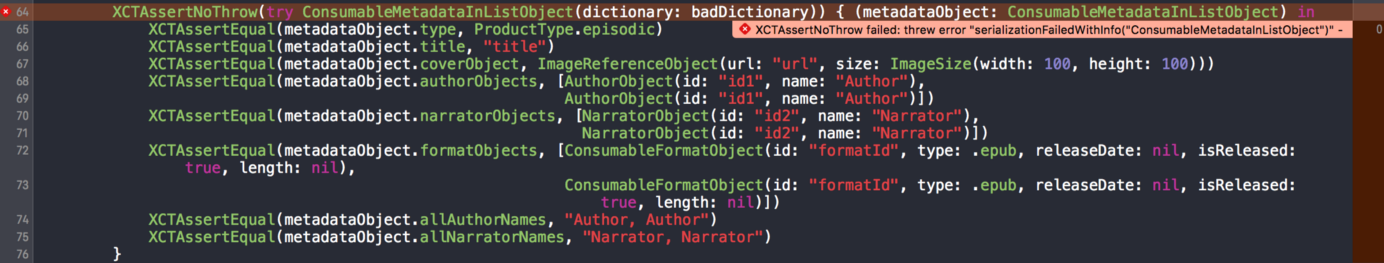 64 XCTAssertNoThrow(try ConsumableMetadataInListObject(dictionary: badDictionary)) { (metadataObject: ConsumableMetadataInListObject) in
65 XCTAssertEqual(metadataObject.type, ProductType.episodic) XCTAssertNoThrow failed: threw error "serializationFailedWithInfo("ConsumableMetadataInListObject")" - 0
66 XCTAssertEqual(metadataObject.title, "title")
67 XCTAssertEqual(metadataObject.coverObject, ImageReferenceObject(url: "url", size: ImageSize(width: 100, height: 100)))
68 XCTAssertEqual(metadataObject.authorObjects, [AuthorObject(id: "id1", name: "Author"),
69 AuthorObject(id: "id1", name: "Author")])
70 XCTAssertEqual(metadataObject.narratorObjects, [NarratorObject(id: "id2", name: "Narrator"),
71 NarratorObject(id: "id2", name: "Narrator")])
72 XCTAssertEqual(metadataObject.formatObjects, [ConsumableFormatObject(id: "formatId", type: .epub, releaseDate: nil, isReleased:
true, length: nil),
73 ConsumableFormatObject(id: "formatId", type: .epub, releaseDate: nil, isReleased:
true, length: nil)])
74 XCTAssertEqual(metadataObject.allAuthorNames, "Author, Author")
75 XCTAssertEqual(metadataObject.allNarratorNames, "Narrator, Narrator")
76 }